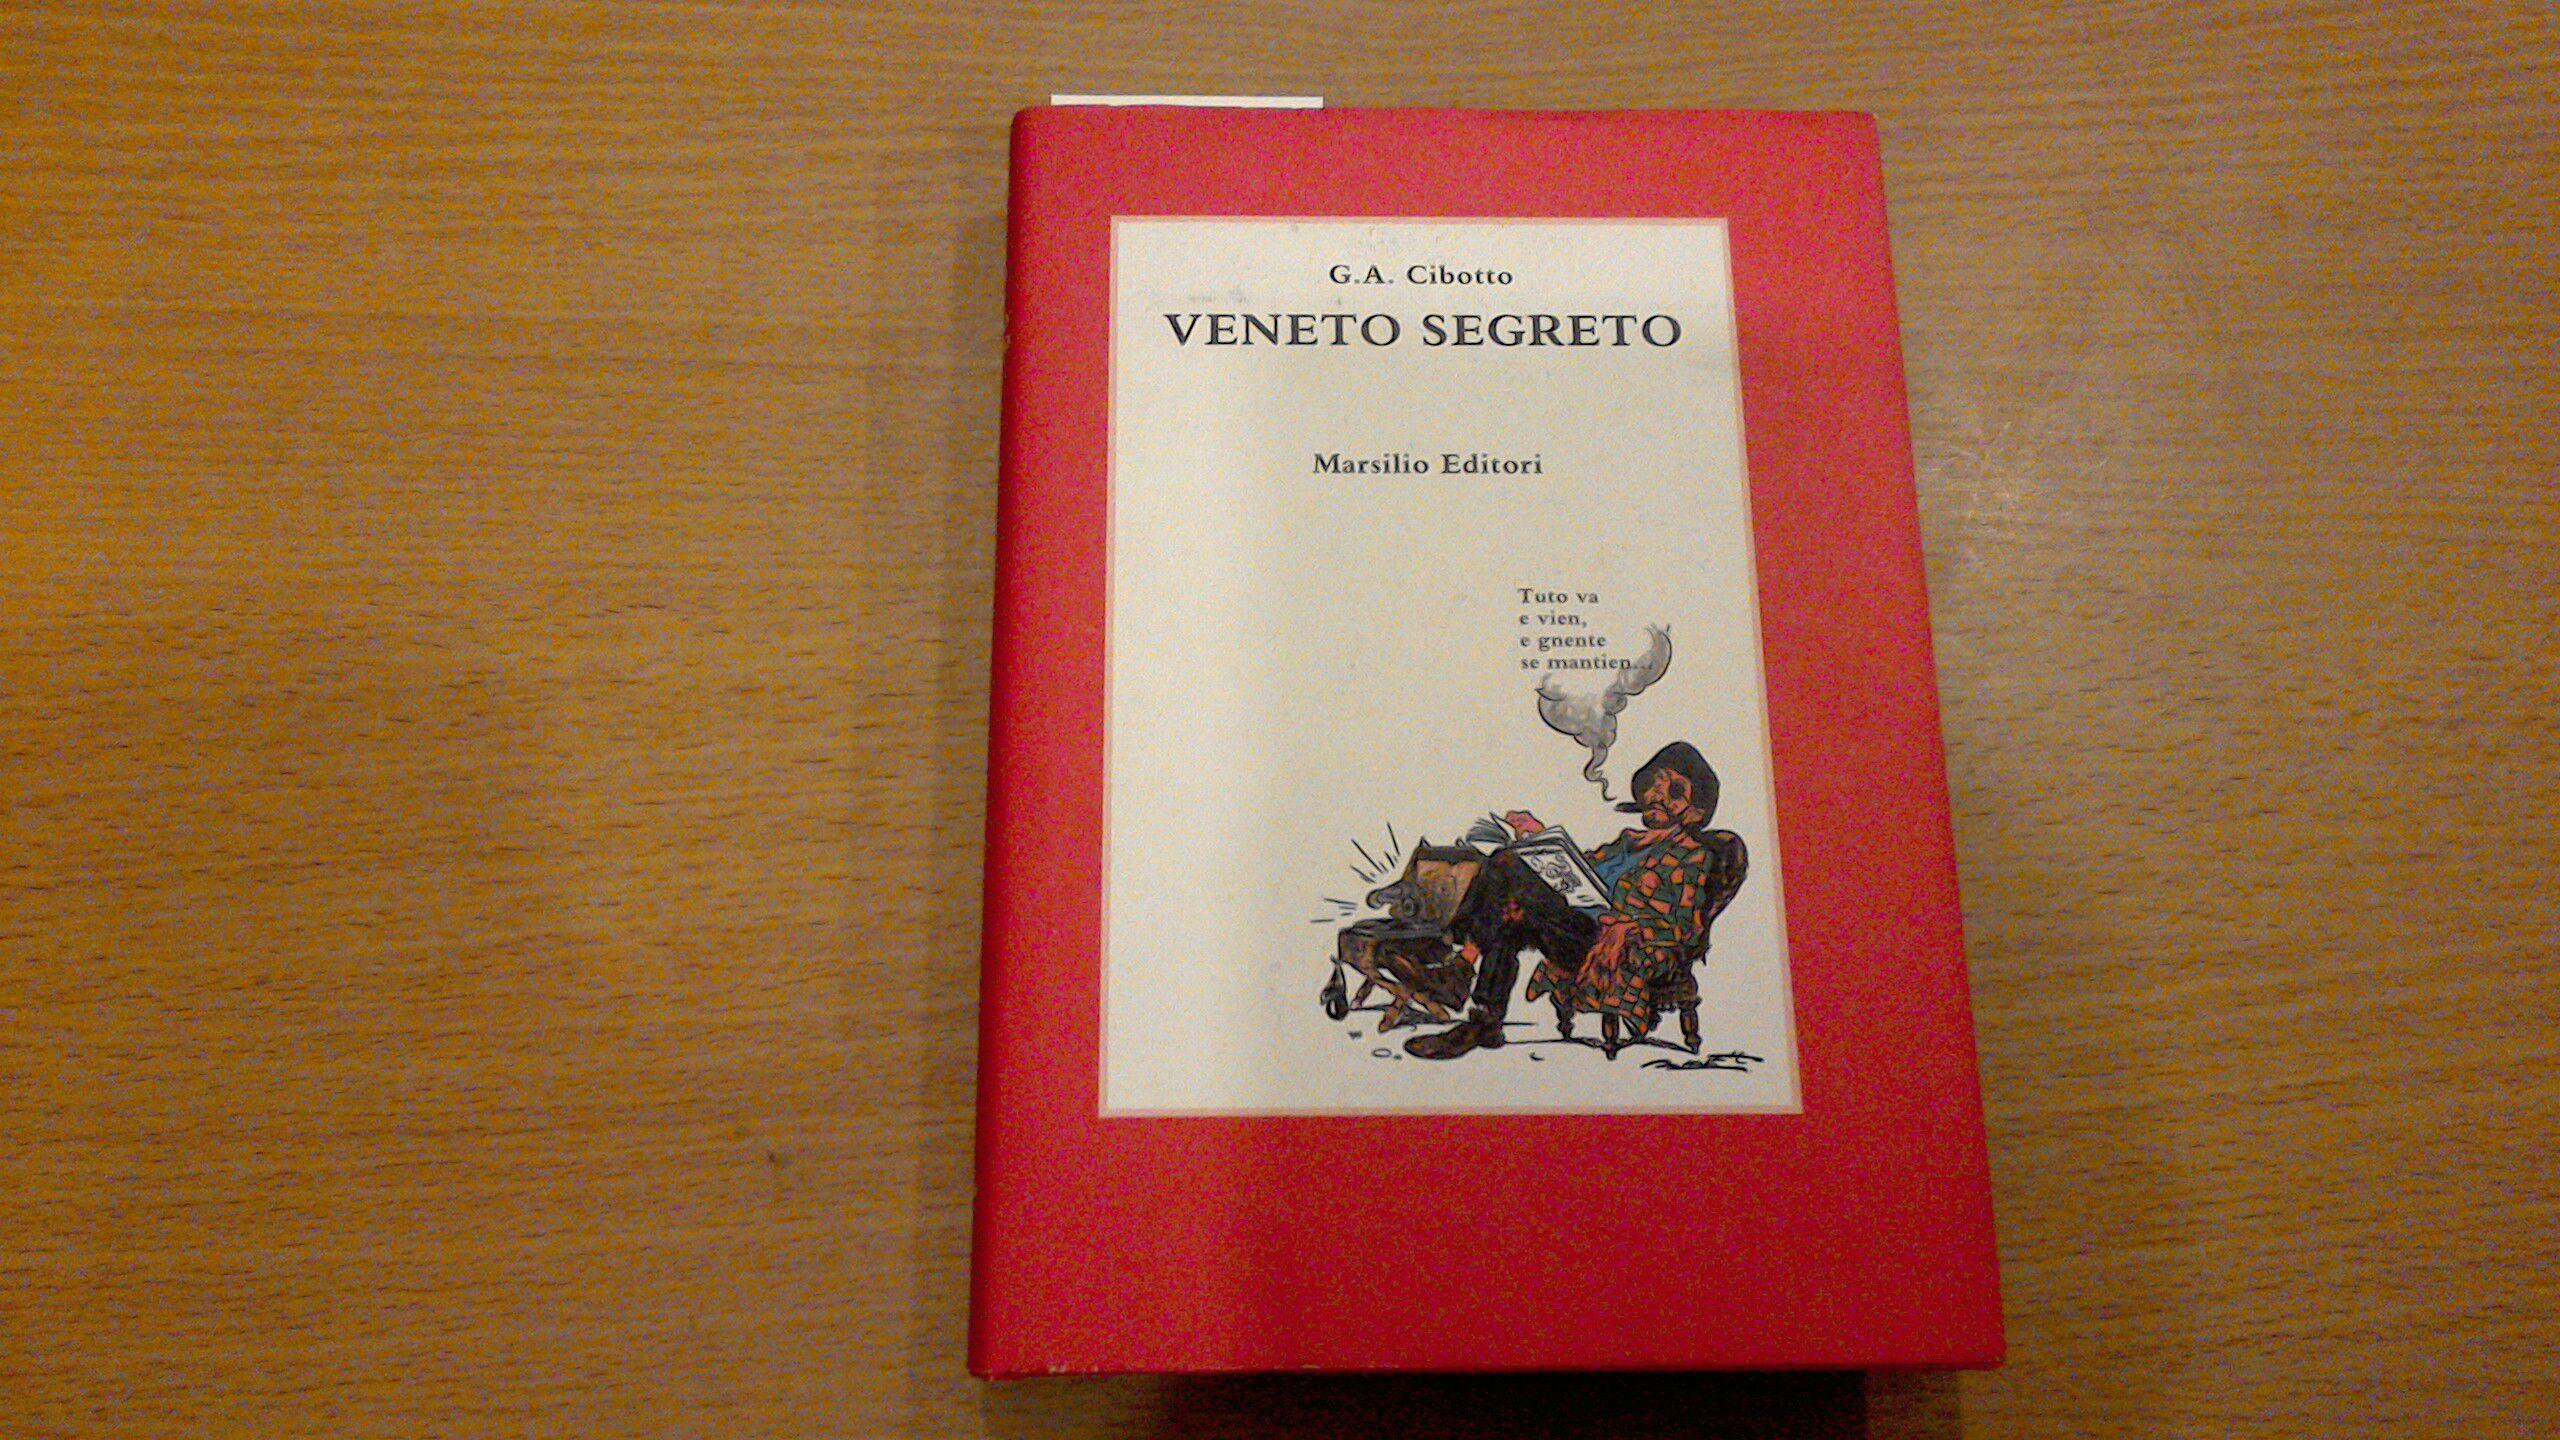 G.A. Cibotto
VENETO SEGRETO
Marsilio Editori
Tuto va
e vien,
e gnente
se mantien...